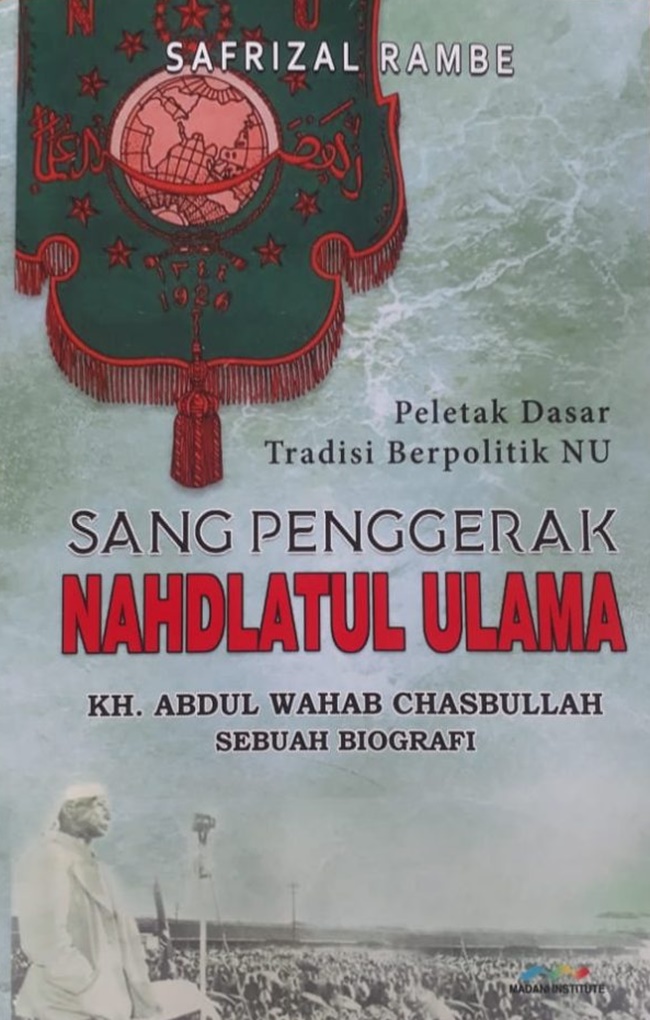 N U
SAFRIZAL RAMBE
١٣٤٤
1926
Peletak Dasar
Tradisi Berpolitik NU
SANG PENGGERAK
NAHDLATUL ULAMA
KH. ABDUL WAHAB CHASBULLAH
SEBUAH BIOGRAFI
MADANI INSTITUTE